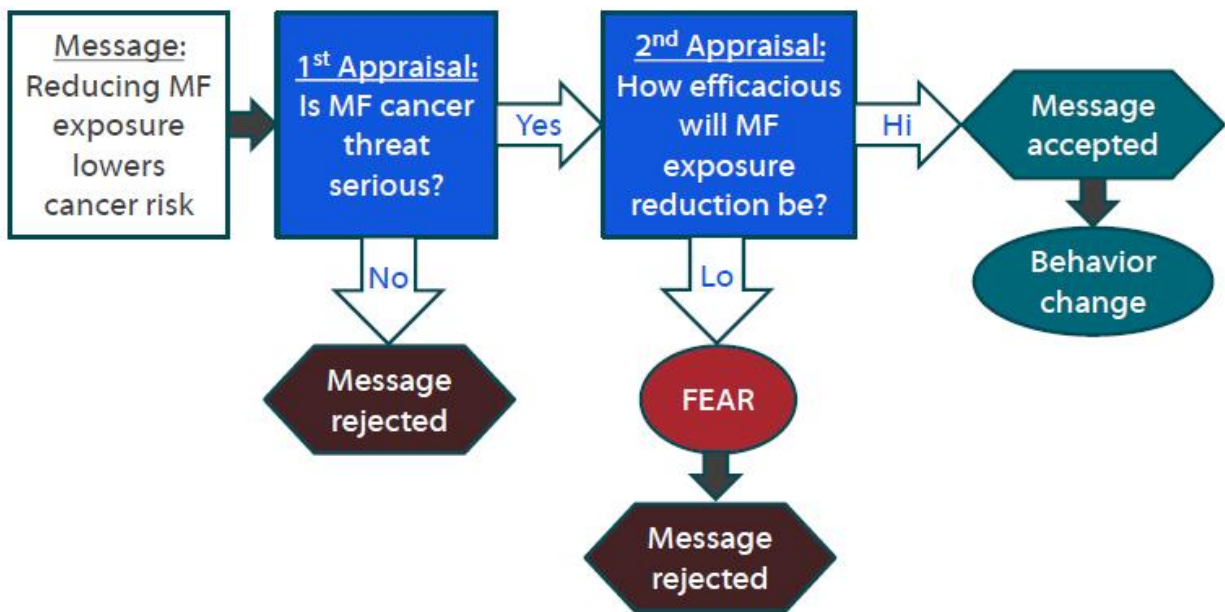 Message:
Reducing MF
exposure
lowers
cancer risk
1st Appraisal:
Is MF cancer
threat
serious?
Yes
2nd Appraisal:
How efficacious
will MF
exposure
reduction be?
Hi
Message
accepted
Behavior
change
No
Message
rejected
Lo
FEAR
Message
rejected